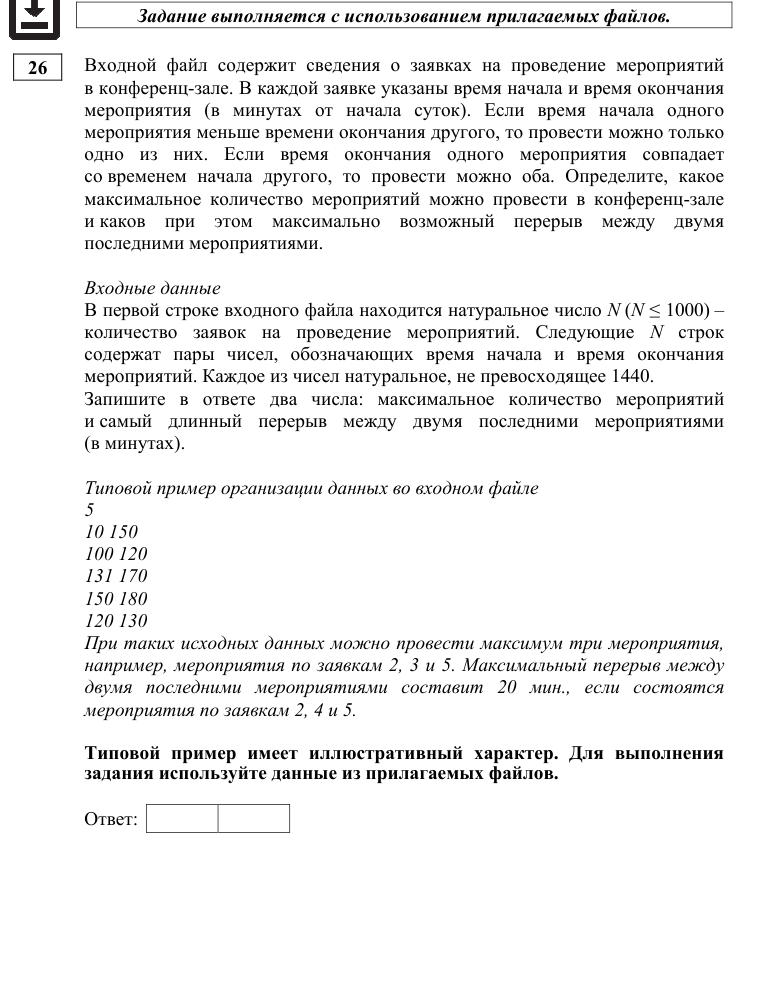 Задание выполняется с использованием прилагаемых файлов.
26
Входной файл содержит сведения о заявках на проведение мероприятий
в конференц-зале. В каждой заявке указаны время начала и время окончания
мероприятия (в минутах от начала суток). Если время начала одного
мероприятия меньше времени окончания другого, то провести можно только
одно из них. Если время окончания одного мероприятия совпадает
со временем начала другого, то провести можно оба. Определите, какое
максимальное количество мероприятий можно провести в конференц-зале
и каков при этом максимально возможный перерыв между двумя
последними мероприятиями.
Входные данные
В первой строке входного файла находится натуральное число N (N ≤ 1000) –
количество заявок на проведение мероприятий. Следующие N строк
содержат пары чисел, обозначающих время начала и время окончания
мероприятий. Каждое из чисел натуральное, не превосходящее 1440.
Запишите в ответе два числа: максимальное количество мероприятий
и самый длинный перерыв между двумя последними мероприятиями
(в минутах).
Типовой пример организации данных во входном файле
5
10 150
100 120
131 170
150 180
120 130
При таких исходных данных можно провести максимум три мероприятия,
например, мероприятия по заявкам 2, 3 и 5. Максимальный перерыв между
двумя последними мероприятиями составит 20 мин., если состоятся
мероприятия по заявкам 2, 4 и 5.
Типовой пример имеет иллюстративный характер. Для выполнения
задания используйте данные из прилагаемых файлов.
Ответ: